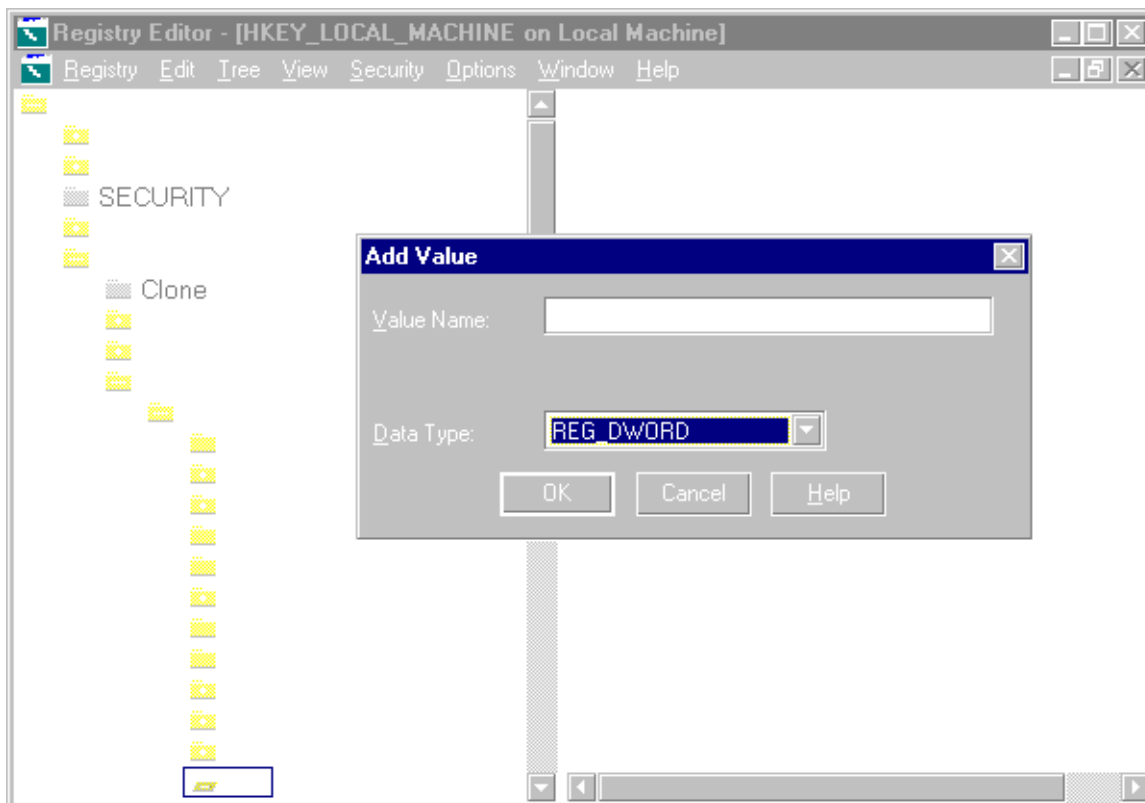 Registry Editor - [HKEY_LOCAL_MACHINE on Local Machine]
Registry Edit Tree View Security Options Window Help
SECURITY
Clone
Add Value
Value Name:
Data Type: REG_DWORD
OK Cancel Help